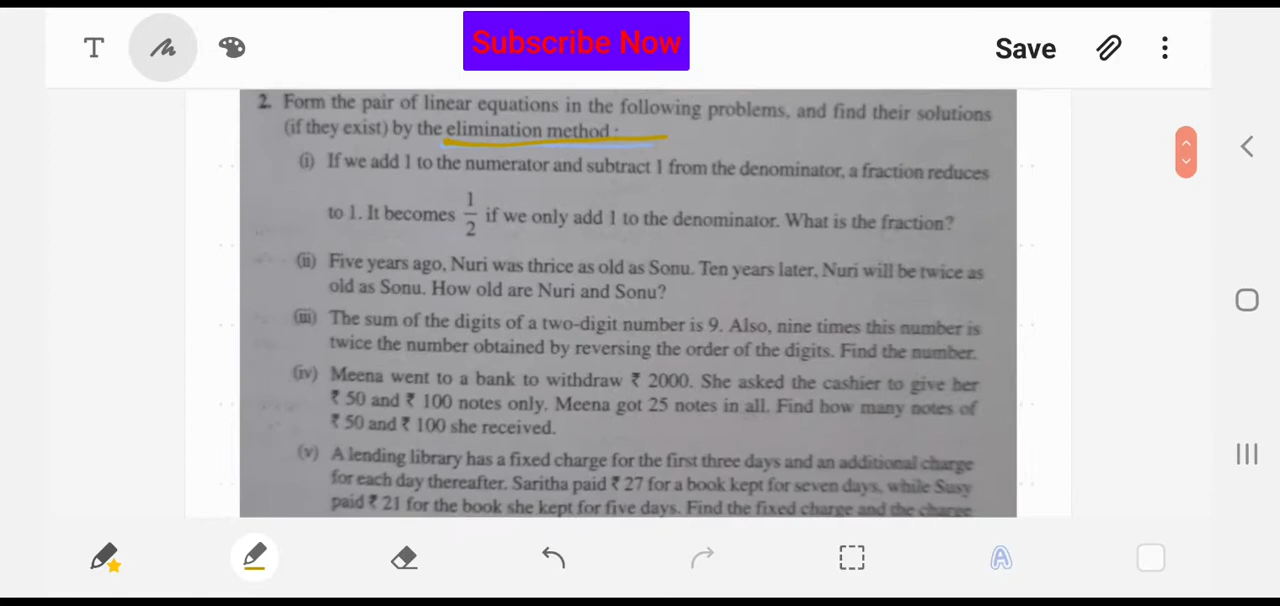 T
Subscribe Now
Save
2. Form the pair of linear equations in the following problems, and find their solutions
(if they exist) by the elimination method :
(i) If we add 1 to the numerator and subtract 1 from the denominator, a fraction reduces
to 1. It becomes 1/2 if we only add 1 to the denominator. What is the fraction?
(ii) Five years ago, Nuri was thrice as old as Sonu. Ten years later, Nuri will be twice as
old as Sonu. How old are Nuri and Sonu?
(iii) The sum of the digits of a two-digit number is 9. Also, nine times this number is
twice the number obtained by reversing the order of the digits. Find the number.
(iv) Meena went to a bank to withdraw ₹ 2000. She asked the cashier to give her
₹ 50 and ₹ 100 notes only. Meena got 25 notes in all. Find how many notes of
₹ 50 and ₹ 100 she received.
(v) A lending library has a fixed charge for the first three days and an additional charge
for each day thereafter. Saritha paid ₹ 27 for a book kept for seven days, while Susy
paid ₹ 21 for the book she kept for five days. Find the fixed charge and the charge
A